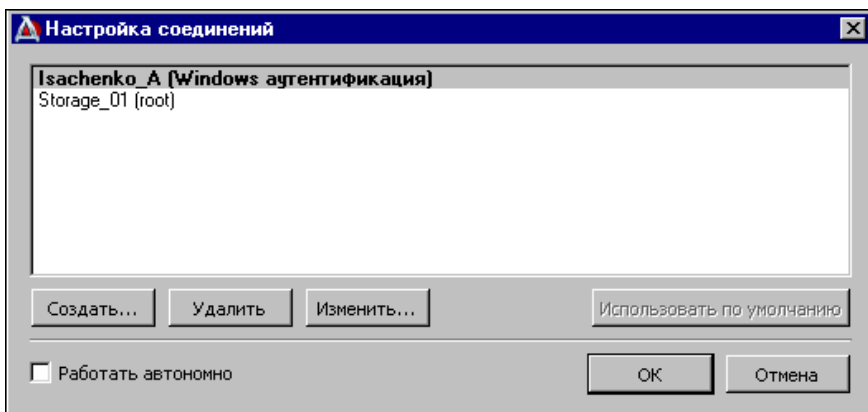 Настройка соединений
Isachenko_A (Windows аутентификация)
Storage_01 (root)
Создать... Удалить Изменить... Использовать по умолчанию
Работать автономно OK Отмена